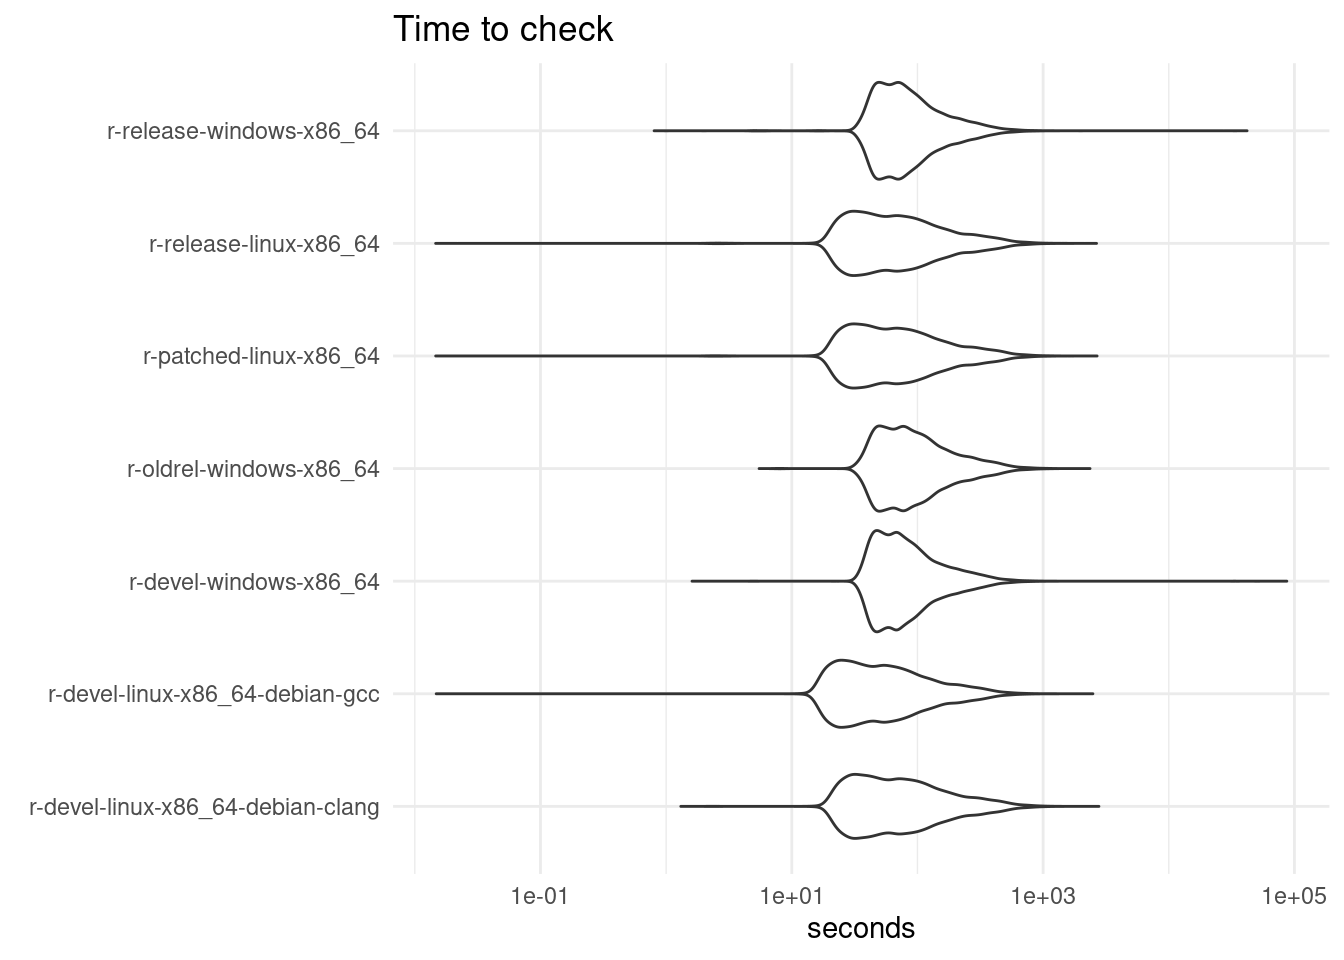 Time to check
r-release-windows-x86_64
r-release-linux-x86_64
r-patched-linux-x86_64
r-oldrel-windows-x86_64
r-devel-windows-x86_64
r-devel-linux-x86_64-debian-gcc
r-devel-linux-x86_64-debian-clang
1e-01 1e+01 1e+03 1e+05
seconds